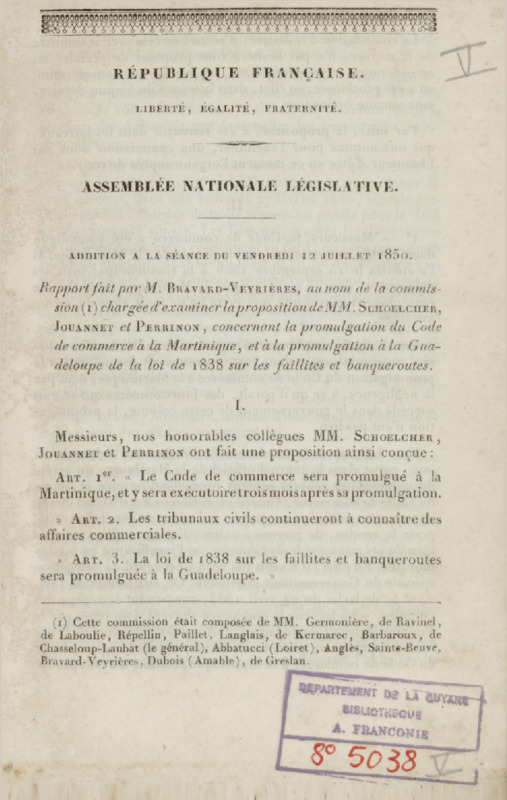 V.
RÉPUBLIQUE FRANÇAISE.
LIBERTÉ, ÉGALITÉ, FRATERNITÉ.
ASSEMBLÉE NATIONALE LÉGISLATIVE.
ADDITION A LA SÉANCE DU VENDREDI 12 JUILLET 1850.
Rapport fait par M. BRAVARD-VEYRIÈRES, au nom de la commis-
sion (1) chargée d'examiner la proposition de MM. SCHOELCHER,
JOUANNET et PERRINON, concernant la promulgation du Code
de commerce à la Martinique, et à la promulgation à la Gua-
deloupe de la loi de 1838 sur les faillites et banqueroutes.
I.
Messieurs, nos honorables collègues MM. SCHOELCHER,
JOUANNET et PERRINON ont fait une proposition ainsi conçue :
ART. 1er. « Le Code de commerce sera promulgué à la
Martinique, et y sera exécutoire trois mois après sa promulgation.
» ART. 2. Les tribunaux civils continueront à connaître des
affaires commerciales.
» ART. 3. La loi de 1838 sur les faillites et banqueroutes
sera promulguée à la Guadeloupe. »
(1) Cette commission était composée de MM. Germonière, de Ravinel,
de Laboulie, Répellin, Paillet, Langlais, de Kermarec, Barbaroux, de
Chasseloup-Laubat (le général), Abbatucci (Loiret), Anglès, Sainte-Beuve,
Bravard-Veyrières, Dubois (Amable), de Greslan.
DEPARTEMENT DE LA GUYANE
BIBLIOTHEQUE
A. FRANCONIE
8° 5038 V